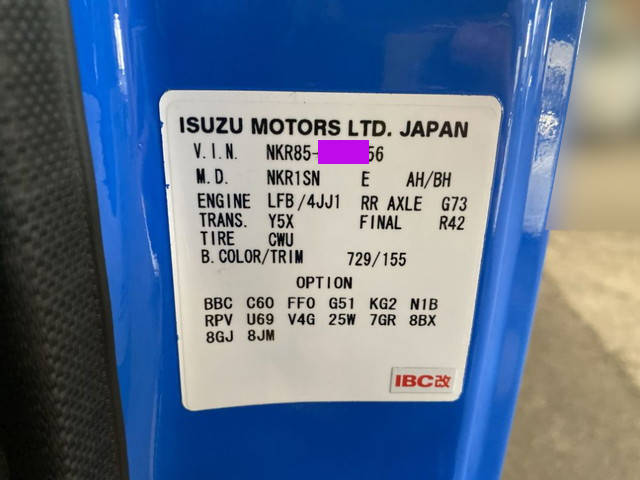 ISUZU MOTORS LTD. JAPAN
V.I.N. NKR85- 56
M.D. NKR1SN E AH/BH
ENGINE LFB/4JJ1 RR AXLE G73
TRANS. Y5X FINAL R42
TIRE CWU
B.COLOR/TRIM 729/155
OPTION
BBC C60 FF0 G51 KG2 N1B
RPV U69 V4G 25W 7GR 8BX
8GJ 8JM
IBC改